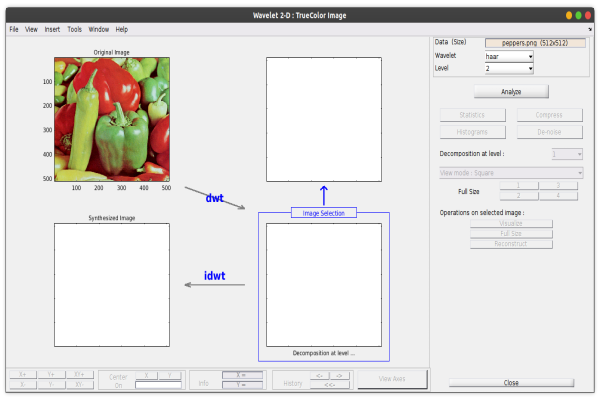 Wavelet 2-D : TrueColor Image
File View Insert Tools Window Help
Original Image
100
200
300
400
500
100 200 300 400 500
dwt
Image Selection
Synthesized Image
idwt
Decomposition at level ...
Data (Size) peppers.png (512x512)
Wavelet haar
Level 2
Analyze
Statistics Compress
Histograms De-noise
Decomposition at level : 1
View mode : Square
Full Size 1 3
2 4
Operations on selected image :
Visualize
Full Size
Reconstruct
X+ Y+ XY+
X- Y- XY-
Center X Y
On
Info X =
Y =
History <- ->
<<-
View Axes
Close